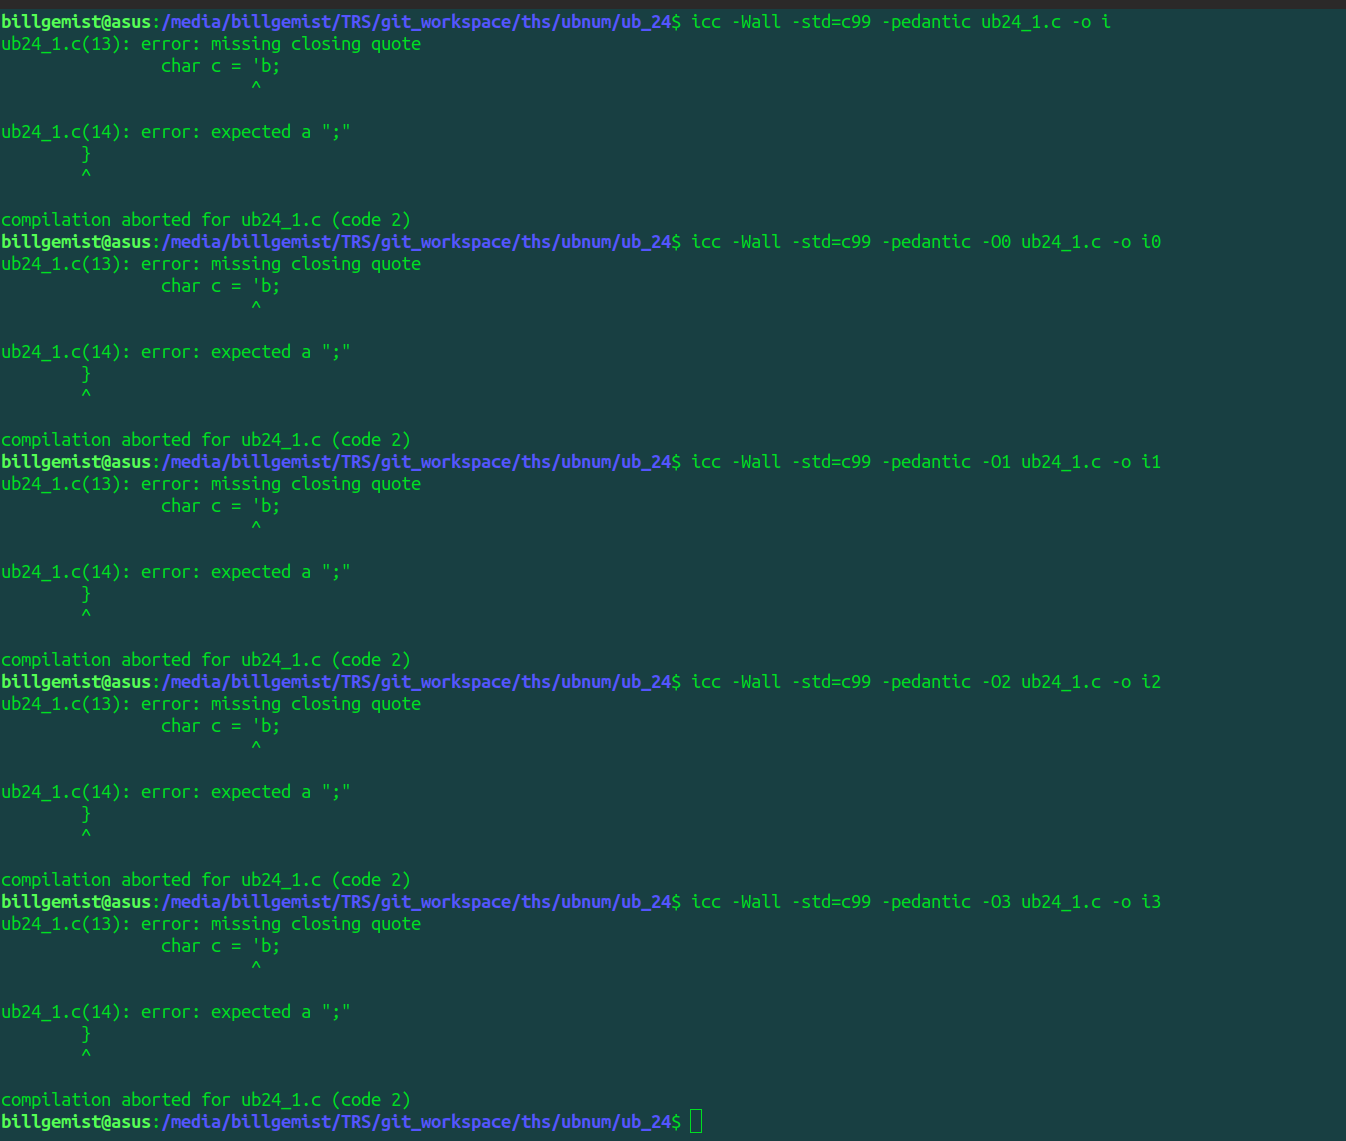 billgemist@asus:/media/billgemist/TRS/git_workspace/ths/ubnum/ub_24$ icc -Wall -std=c99 -pedantic ub24_1.c -o i
ub24_1.c(13): error: missing closing quote
                char c = 'b;
                         ^

ub24_1.c(14): error: expected a ";"
        }
        ^

compilation aborted for ub24_1.c (code 2)
billgemist@asus:/media/billgemist/TRS/git_workspace/ths/ubnum/ub_24$ icc -Wall -std=c99 -pedantic -O0 ub24_1.c -o i0
ub24_1.c(13): error: missing closing quote
                char c = 'b;
                         ^

ub24_1.c(14): error: expected a ";"
        }
        ^

compilation aborted for ub24_1.c (code 2)
billgemist@asus:/media/billgemist/TRS/git_workspace/ths/ubnum/ub_24$ icc -Wall -std=c99 -pedantic -O1 ub24_1.c -o i1
ub24_1.c(13): error: missing closing quote
                char c = 'b;
                         ^

ub24_1.c(14): error: expected a ";"
        }
        ^

compilation aborted for ub24_1.c (code 2)
billgemist@asus:/media/billgemist/TRS/git_workspace/ths/ubnum/ub_24$ icc -Wall -std=c99 -pedantic -O2 ub24_1.c -o i2
ub24_1.c(13): error: missing closing quote
                char c = 'b;
                         ^

ub24_1.c(14): error: expected a ";"
        }
        ^

compilation aborted for ub24_1.c (code 2)
billgemist@asus:/media/billgemist/TRS/git_workspace/ths/ubnum/ub_24$ icc -Wall -std=c99 -pedantic -O3 ub24_1.c -o i3
ub24_1.c(13): error: missing closing quote
                char c = 'b;
                         ^

ub24_1.c(14): error: expected a ";"
        }
        ^

compilation aborted for ub24_1.c (code 2)
billgemist@asus:/media/billgemist/TRS/git_workspace/ths/ubnum/ub_24$